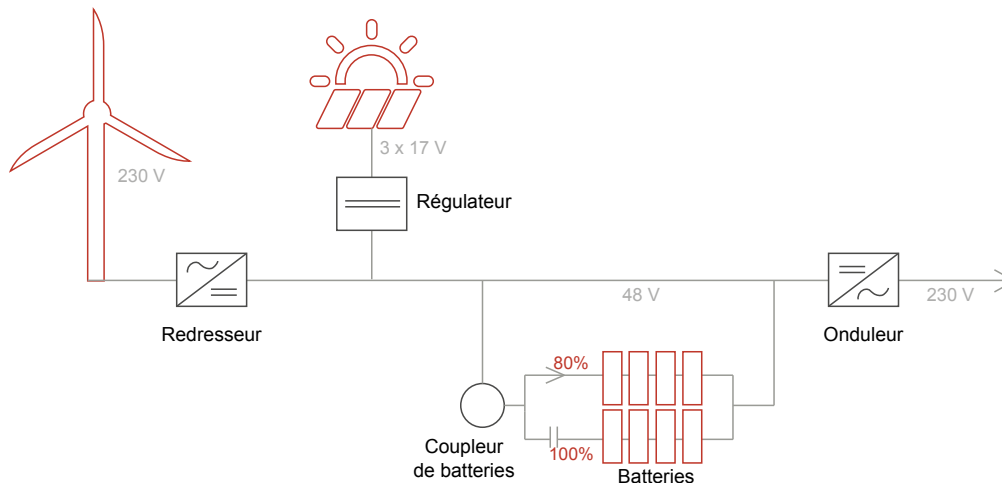 3 x 17 V
230 V
Régulateur
48 V
230 V
Redresseur
Onduleur
80%
100%
Coupleur
de batteries
Batteries